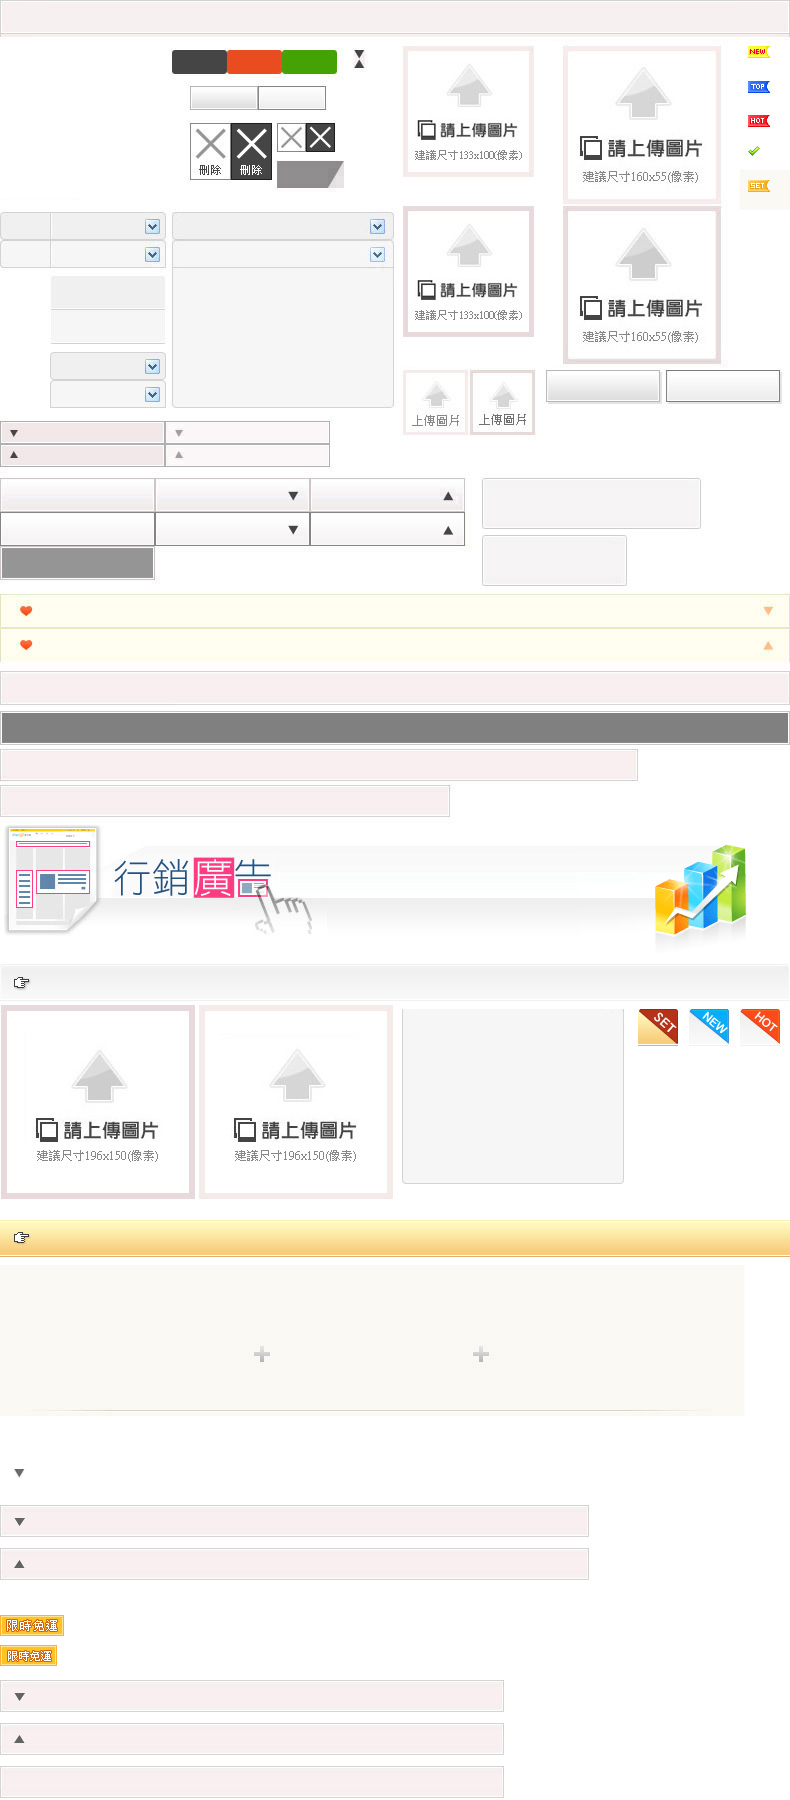 NEW
TOP
HOT
SET
請上傳圖片
建議尺寸133x100(像素)
請上傳圖片
建議尺寸160x55(像素)
刪除
刪除
請上傳圖片
建議尺寸133x100(像素)
請上傳圖片
建議尺寸160x55(像素)
上傳圖片
上傳圖片
行銷廣告
請上傳圖片
建議尺寸196x150(像素)
請上傳圖片
建議尺寸196x150(像素)
SET
NEW
HOT
限時免運
限時免運